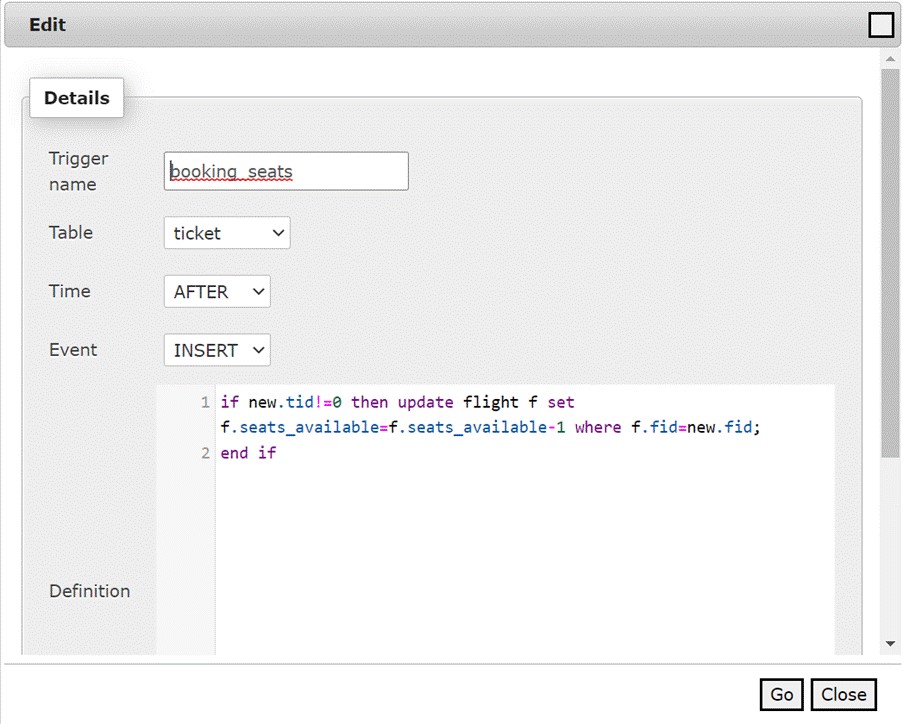 Edit
Details
Trigger
name
booking_seats
Table
ticket
Time
AFTER
Event
INSERT
1 if new.tid!=0 then update flight f set
f.seats_available=f.seats_available-1 where f.fid=new.fid;
2 end if
Definition
Go
Close